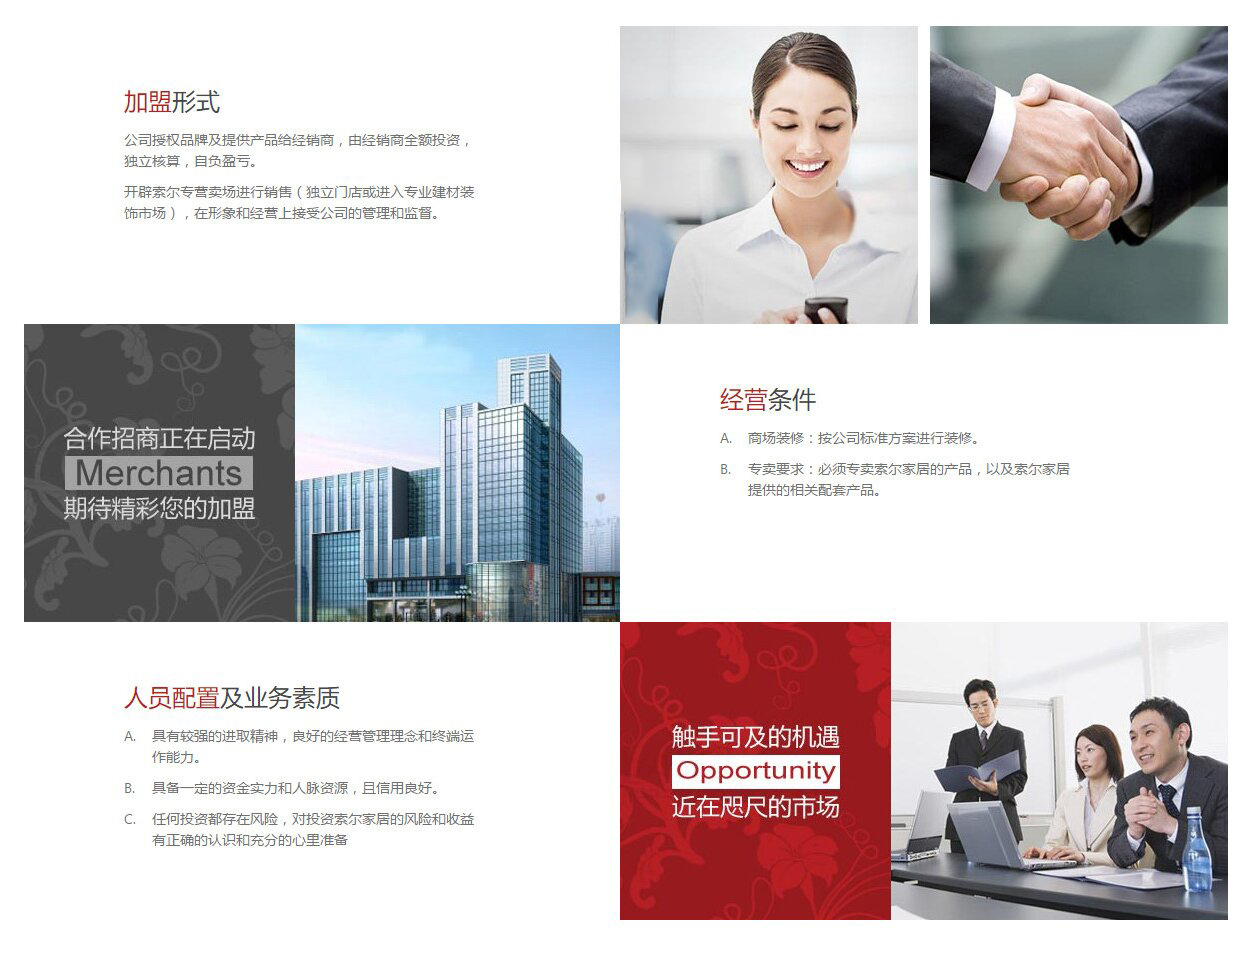 加盟形式
公司授权品牌及提供产品给经销商，由经销商全额投资，
独立核算，自负盈亏。
开辟索尔专营卖场进行销售（独立门店或进入专业建材装
饰市场），在形象和经营上接受公司的管理和监督。
合作招商正在启动
Merchants
期待精彩您的加盟
经营条件
A. 商场装修：按公司标准方案进行装修。
B. 专卖要求：必须专卖索尔家居的产品，以及索尔家居
提供的相关配套产品。
人员配置及业务素质
A. 具有较强的进取精神，良好的经营管理理念和终端运
作能力。
B. 具备一定的资金实力和人脉资源，且信用良好。
C. 任何投资都存在风险，对投资索尔家居的风险和收益
有正确的认识和充分的心里准备
触手可及的机遇
Opportunity
近在咫尺的市场